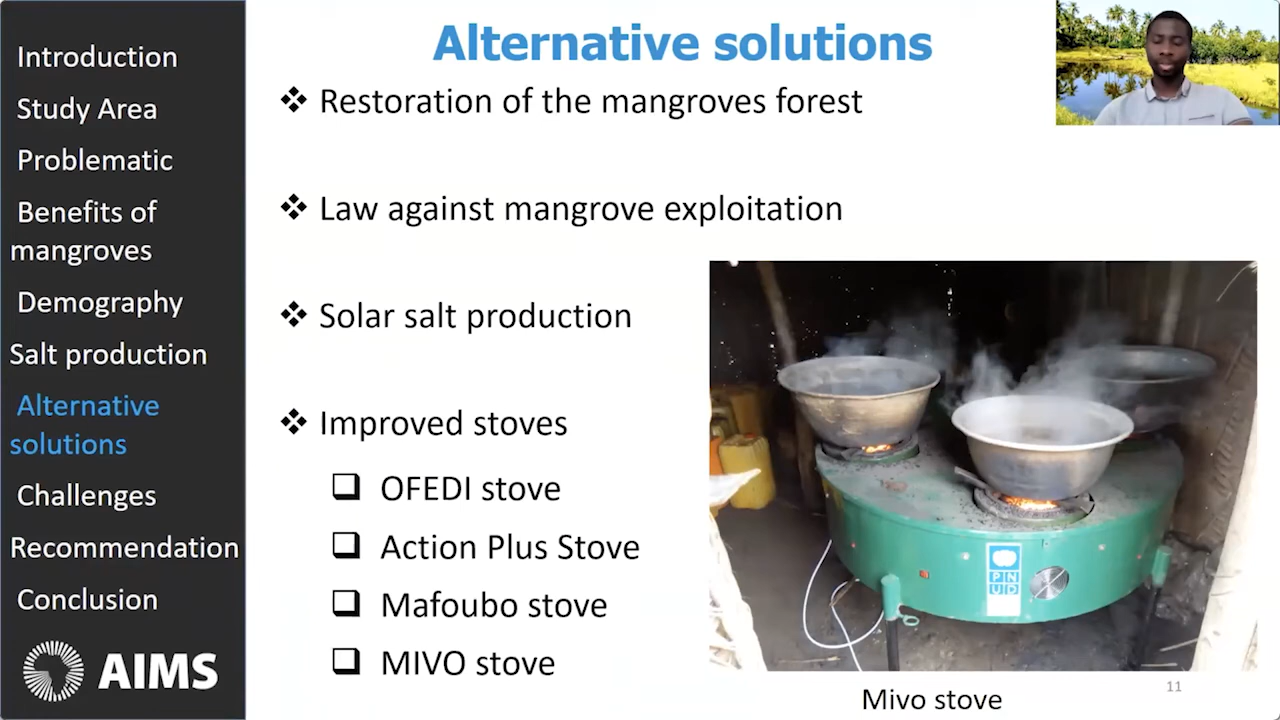 Introduction
Study Area
Problematic
Benefits of
mangroves
Demography
Salt production
Alternative
solutions
Challenges
Recommendation
Conclusion
AIMS
Alternative solutions
❖ Restoration of the mangroves forest
❖ Law against mangrove exploitation
❖ Solar salt production
❖ Improved stoves
❑ OFEDI stove
❑ Action Plus Stove
❑ Mafoubo stove
❑ MIVO stove
P N
U D
Mivo stove
11